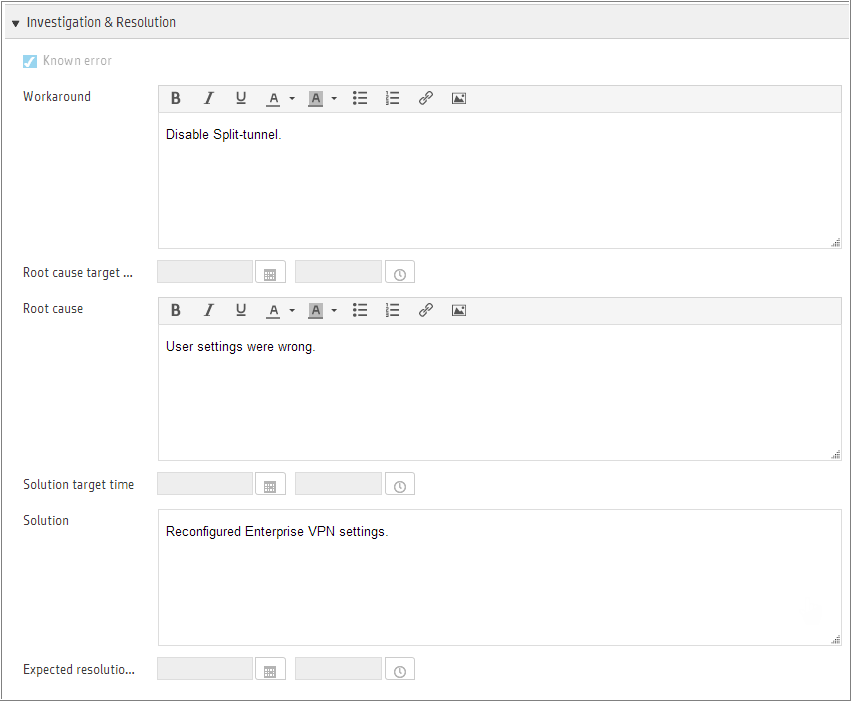 Investigation & Resolution
Known error
Workaround
B I U A A
Disable Split-tunnel.
Root cause target ...
Root cause
B I U A A
User settings were wrong.
Solution target time
Solution
Reconfigured Enterprise VPN settings.
Expected resolutio...